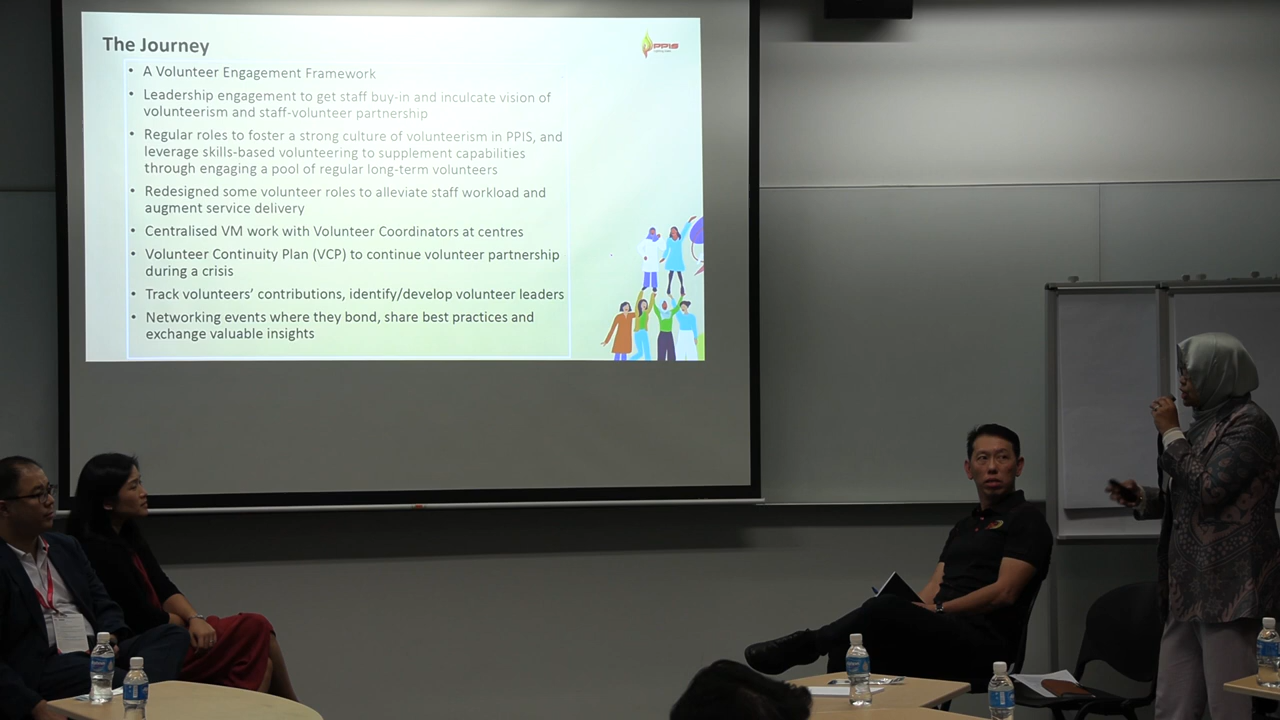 The Journey
PPIS
• A Volunteer Engagement Framework
• Leadership engagement to get staff buy-in and inculcate vision of
volunteerism and staff-volunteer partnership
• Regular roles to foster a strong culture of volunteerism in PPIS, and
leverage skills-based volunteering to supplement capabilities
through engaging a pool of regular long-term volunteers
• Redesigned some volunteer roles to alleviate staff workload and
augment service delivery
• Centralised VM work with Volunteer Coordinators at centres
• Volunteer Continuity Plan (VCP) to continue volunteer partnership
during a crisis
• Track volunteers’ contributions, identify/develop volunteer leaders
• Networking events where they bond, share best practices and
exchange valuable insights